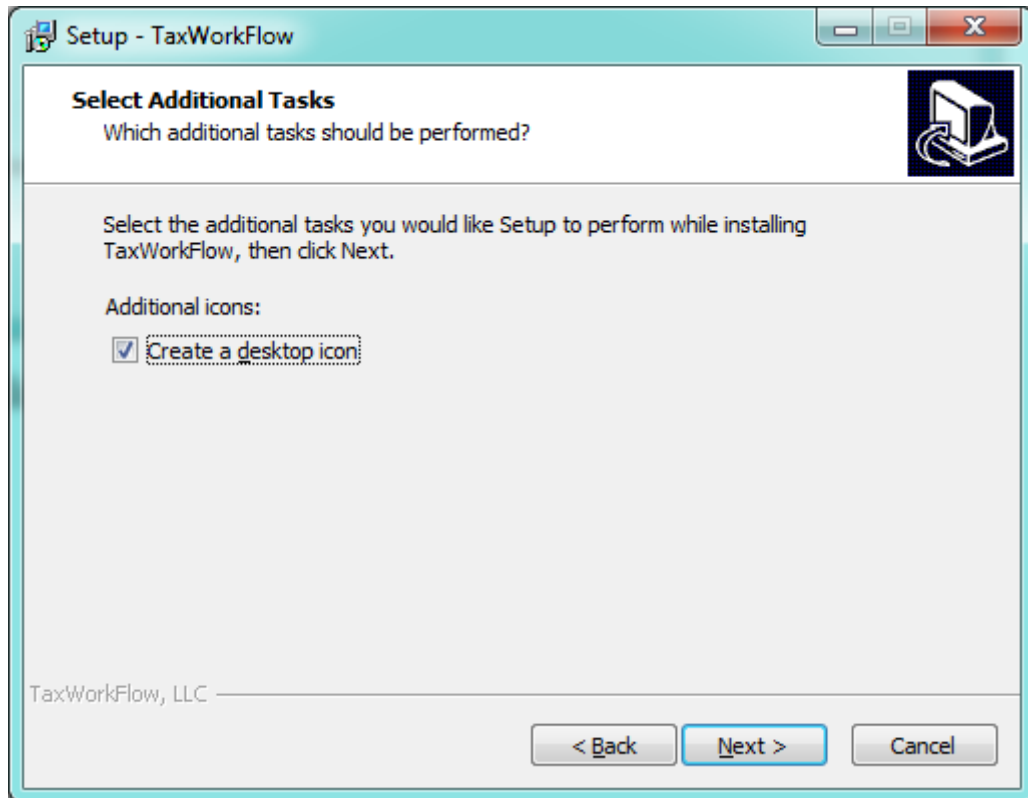 Setup - TaxWorkFlow
Select Additional Tasks
Which additional tasks should be performed?
Select the additional tasks you would like Setup to perform while installing
TaxWorkFlow, then click Next.
Additional icons:
Create a desktop icon
TaxWorkFlow, LLC
< Back Next > Cancel